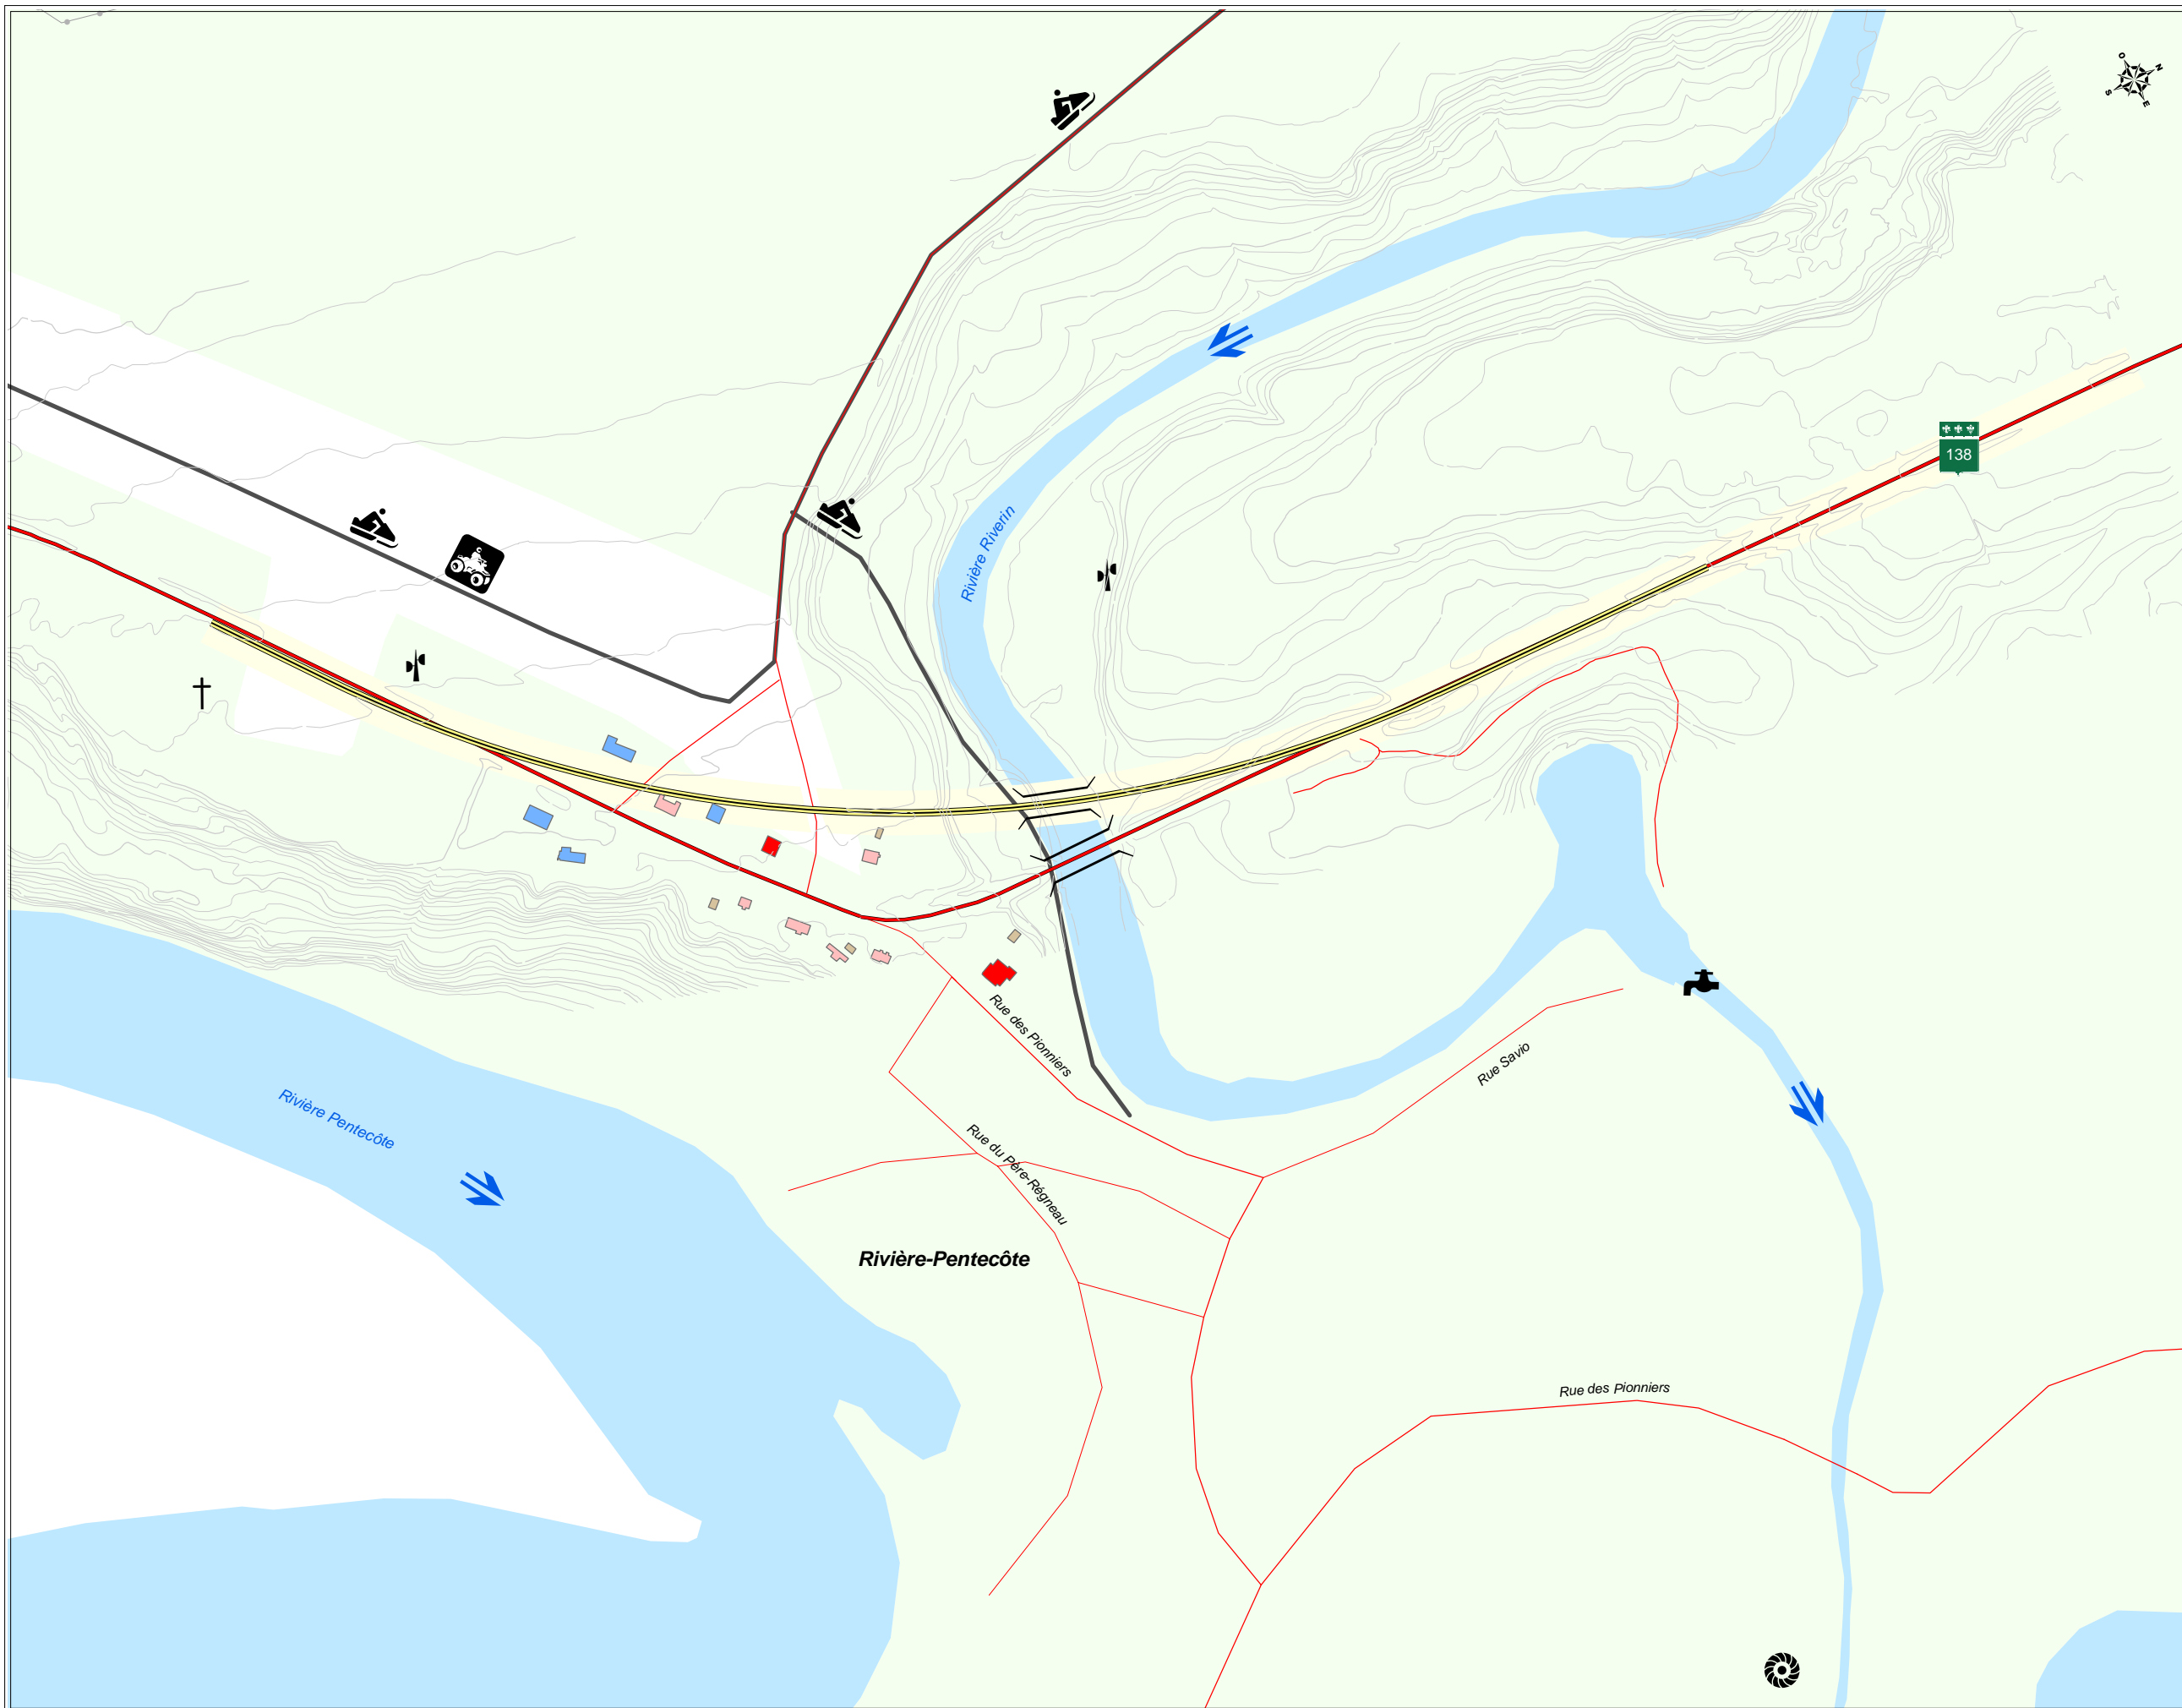 O
N
S
E
138
Rivière Riverin
Rue des Pionniers
Rue Savio
Rivière Pentecôte
Rue du Père-Régneau
Rivière-Pentecôte
Rue des Pionniers